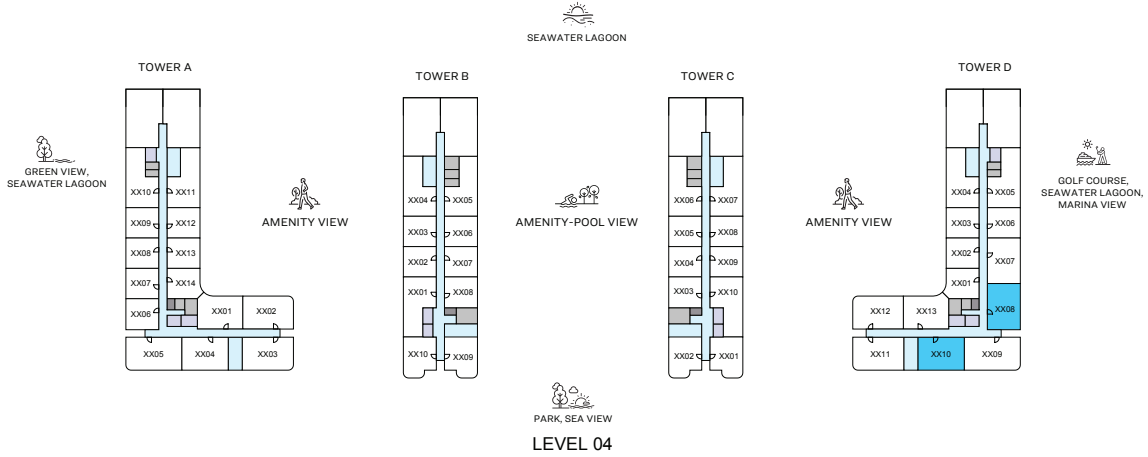 SEAWATER LAGOON
TOWER A
TOWER B
TOWER C
TOWER D
GREEN VIEW,
SEAWATER LAGOON
AMENITY VIEW
AMENITY-POOL VIEW
AMENITY VIEW
GOLF COURSE,
SEAWATER LAGOON,
MARINA VIEW
XX10 XX11
XX09 XX12
XX08 XX13
XX07 XX14
XX06 XX01 XX02
XX05 XX04 XX03
XX04 XX05
XX03 XX06
XX02 XX07
XX01 XX08
XX10 XX09
XX06 XX07
XX05 XX08
XX04 XX09
XX03 XX10
XX02 XX01
XX04 XX05
XX03 XX06
XX02 XX07
XX01 XX08
XX12 XX13
XX11 XX10 XX09
PARK, SEA VIEW
LEVEL 04